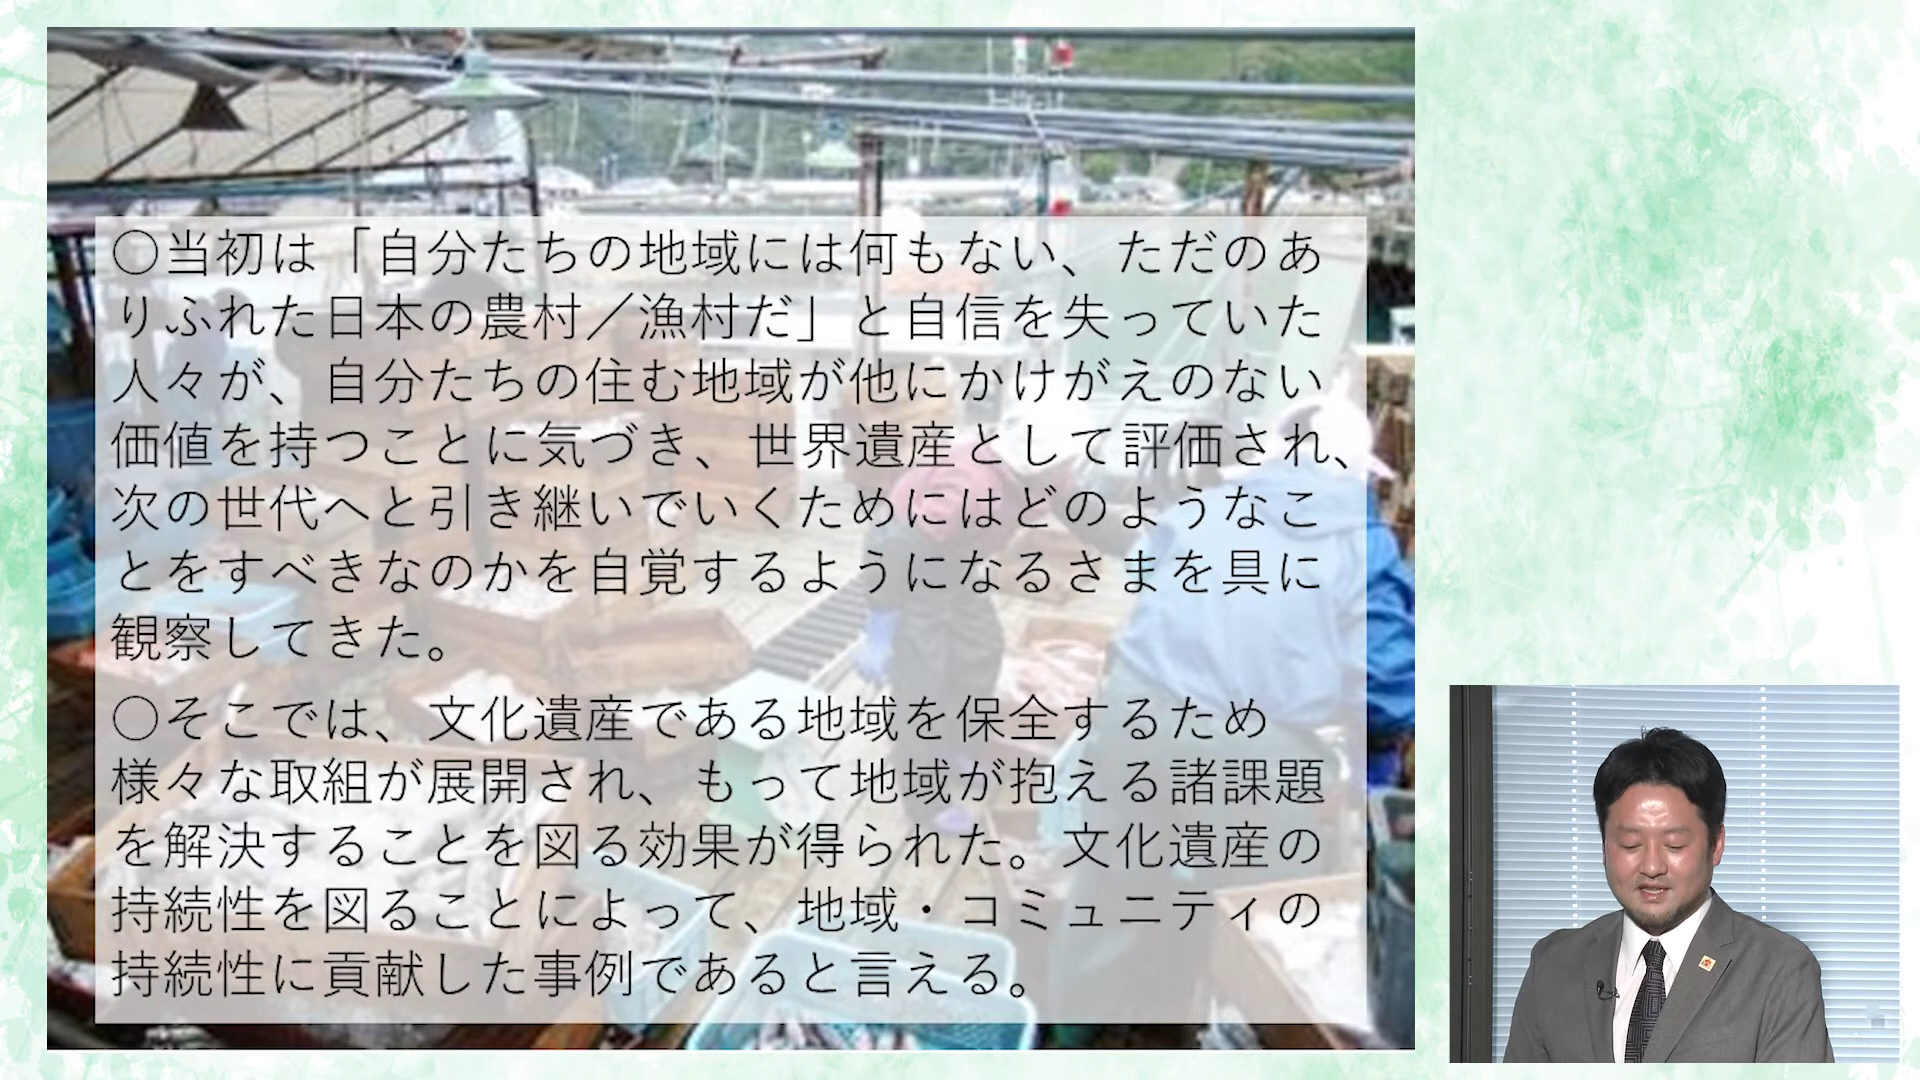 〇当初は「自分たちの地域には何もない、ただのあ
りふれた日本の農村／漁村だ」と自信を失っていた
人々が、自分たちの住む地域が他にかけがえのない
価値を持つことに気づき、世界遺産として評価され、
次の世代へと引き継いでいくためにはどのようなこ
とをすべきなのかを自覚するようになるさまを具に
観察してきた。
〇そこでは、文化遺産である地域を保全するため
様々な取組が展開され、もって地域が抱える諸課題
を解決することを図る効果が得られた。文化遺産の
持続性を図ることによって、地域・コミュニティの
持続性に貢献した事例であると言える。